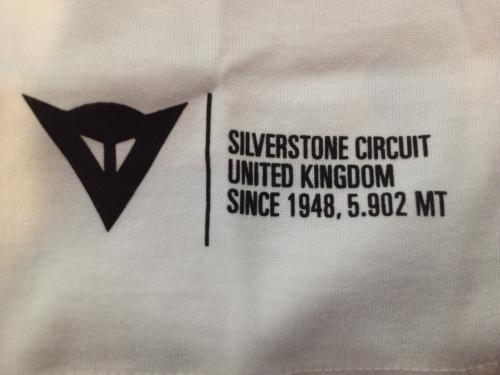 SILVERSTONE CIRCUIT
UNITED KINGDOM
SINCE 1948, 5.902 MT